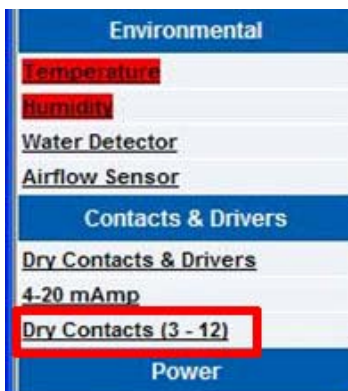 Environmental
Temperature
Humidity
Water Detector
Airflow Sensor
Contacts & Drivers
Dry Contacts & Drivers
4-20 mAmp
Dry Contacts (3 - 12)
Power